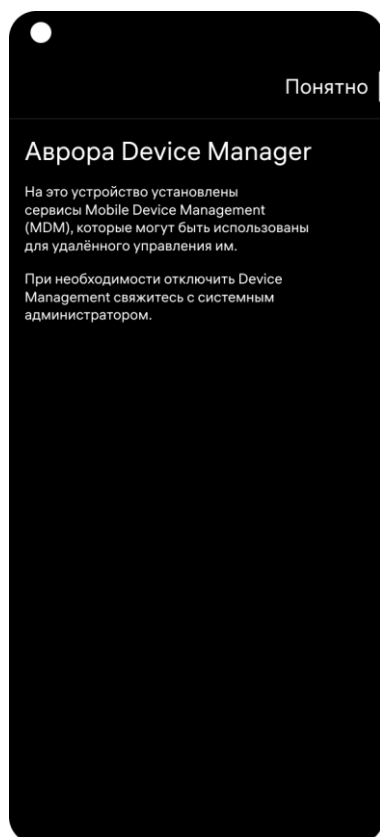 Понятно
Аврора Device Manager
На это устройство установлены
сервисы Mobile Device Management
(MDM), которые могут быть использованы
для удалённого управления им.
При необходимости отключить Device
Management свяжитесь с системным
администратором.